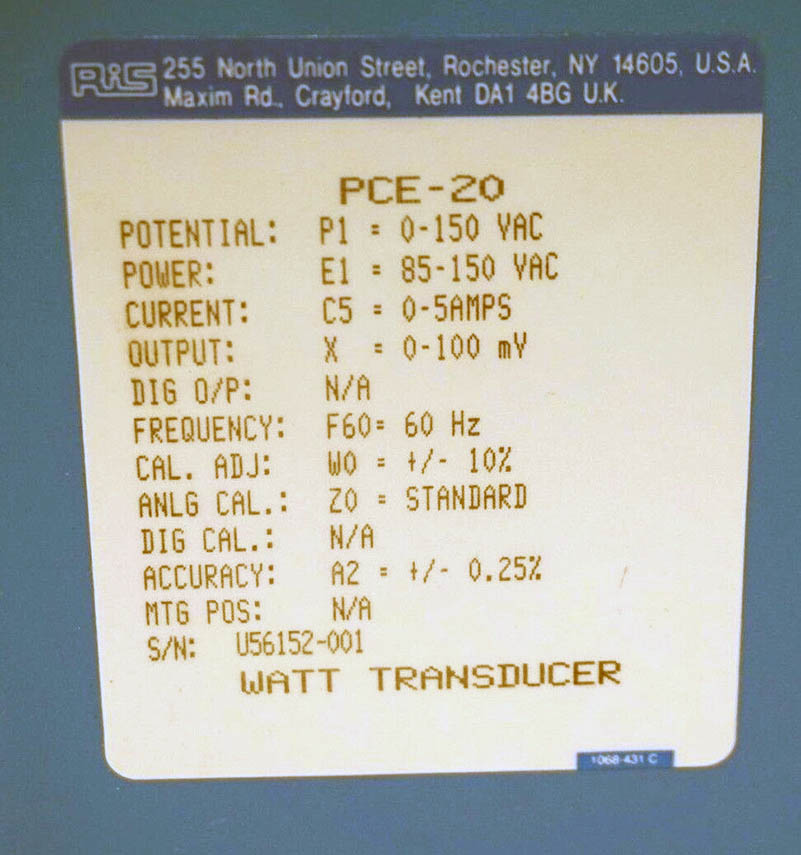 RiS 255 North Union Street, Rochester, NY 14605, U.S.A.
Maxim Rd., Crayford, Kent DA1 4BG U.K.
PCE-20
POTENTIAL: P1 = 0-150 VAC
POWER: E1 = 85-150 VAC
CURRENT: C5 = 0-5AMPS
OUTPUT: X = 0-100 mV
DIG O/P: N/A
FREQUENCY: F60= 60 Hz
CAL. ADJ: W0 = +/- 10%
ANLG CAL.: Z0 = STANDARD
DIG CAL.: N/A
ACCURACY: A2 = +/- 0.25%
MTG POS: N/A
S/N: U56152-001
WATT TRANSDUCER
1068-431 C